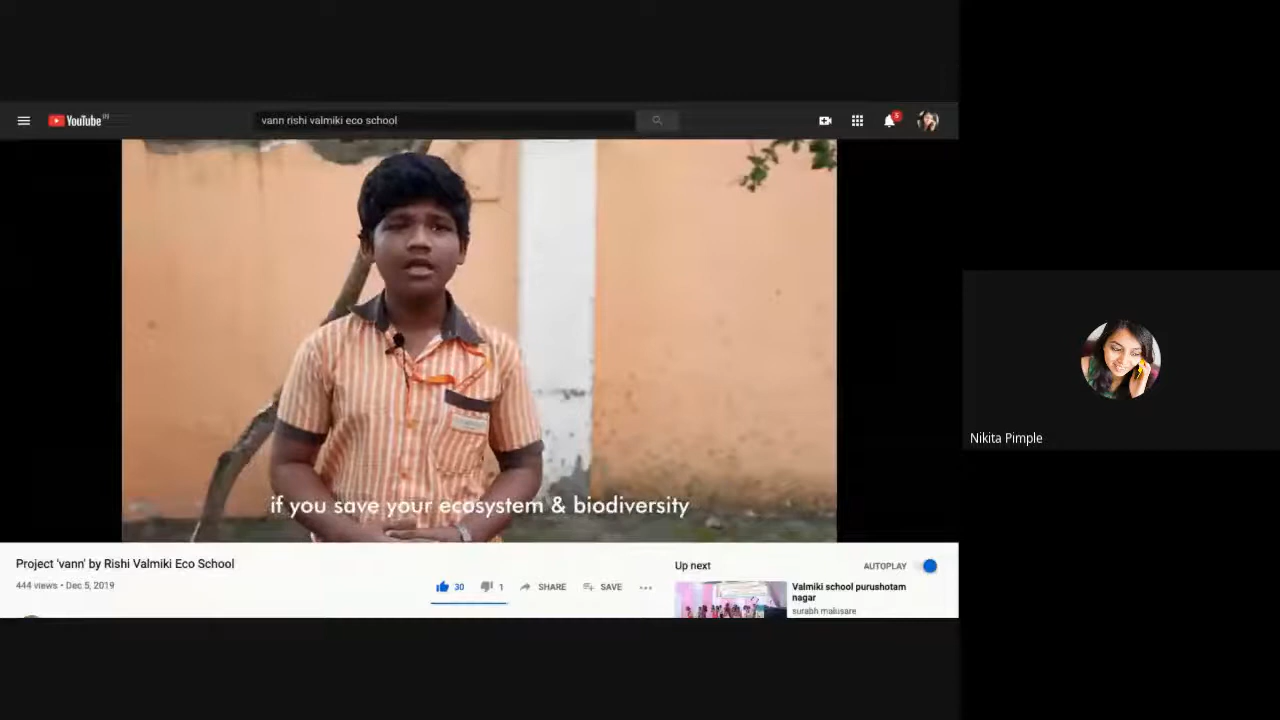 YouTube IN
vann rishi valmiki eco school
5
if you save your ecosystem & biodiversity
Project 'vann' by Rishi Valmiki Eco School
444 views • Dec 5, 2019
30
1
SHARE
SAVE
Up next
AUTOPLAY
Valmiki school purushotam
nagar
surabh malusare
Nikita Pimple